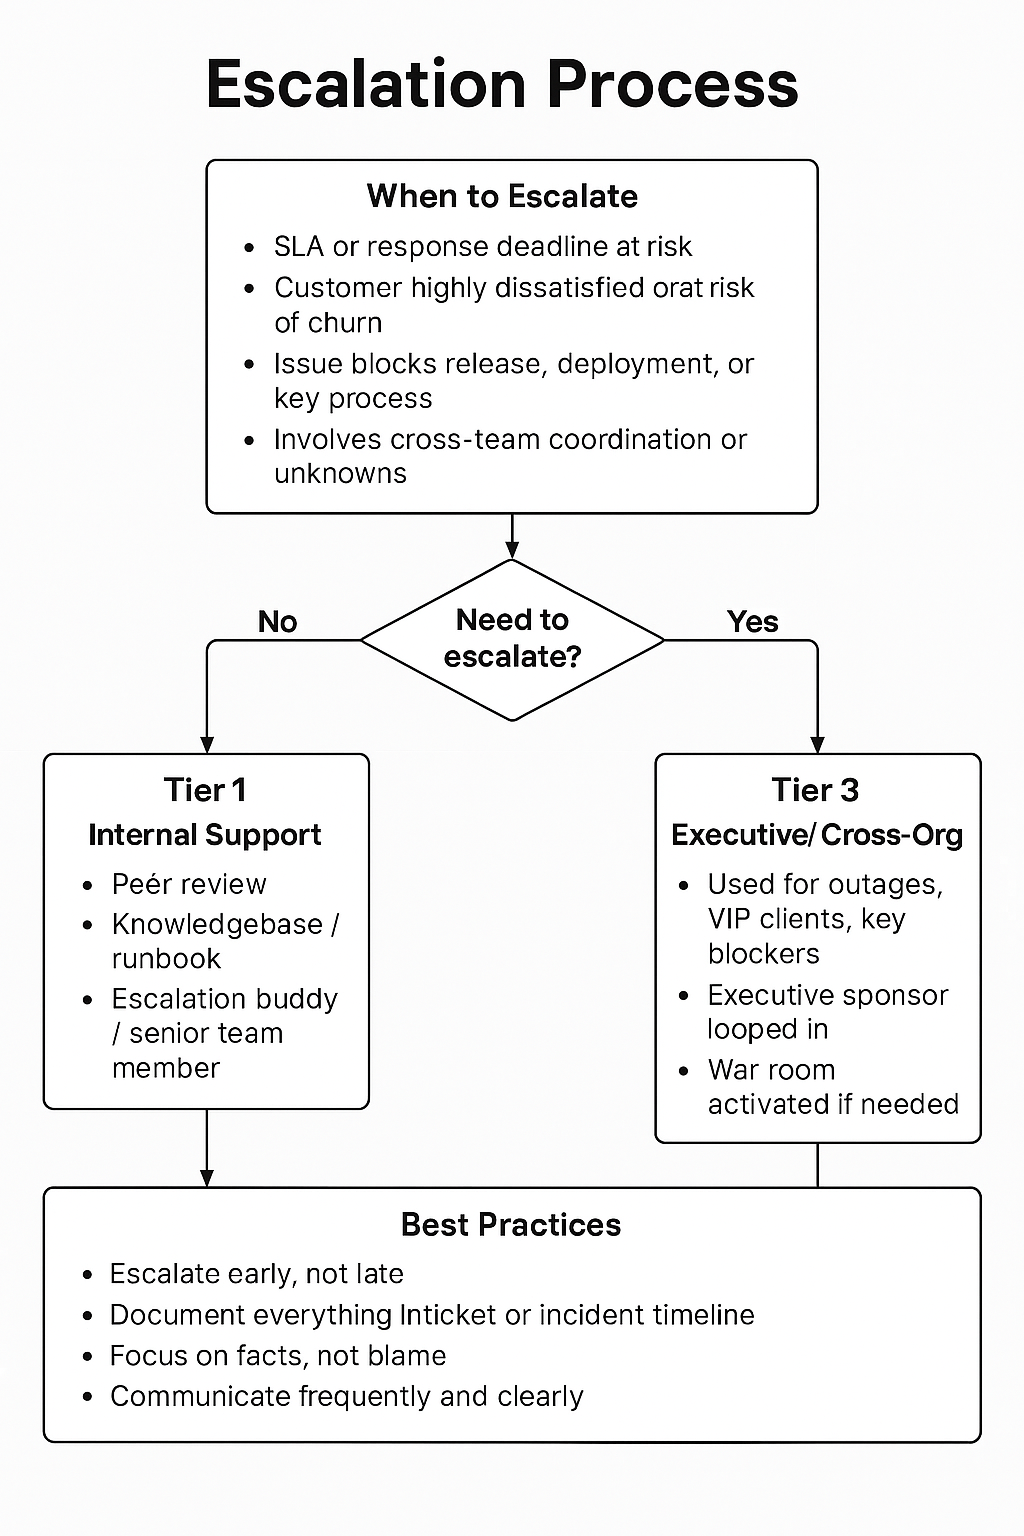 Escalation Process
When to Escalate
• SLA or response deadline at risk
• Customer highly dissatisfied orat risk
of churn
• Issue blocks release, deployment, or
key process
• Involves cross-team coordination or
unknowns
Need to
escalate?
No
Yes
Tier 1
Internal Support
• Peér review
• Knowledgebase /
runbook
• Escalation buddy
/ senior team
member
Tier 3
Executive/ Cross-Org
• Used for outages,
VIP clients, key
blockers
• Executive sponsor
looped in
• War room
activated if needed
Best Practices
• Escalate early, not late
• Document everything Inticket or incident timeline
• Focus on facts, not blame
• Communicate frequently and clearly